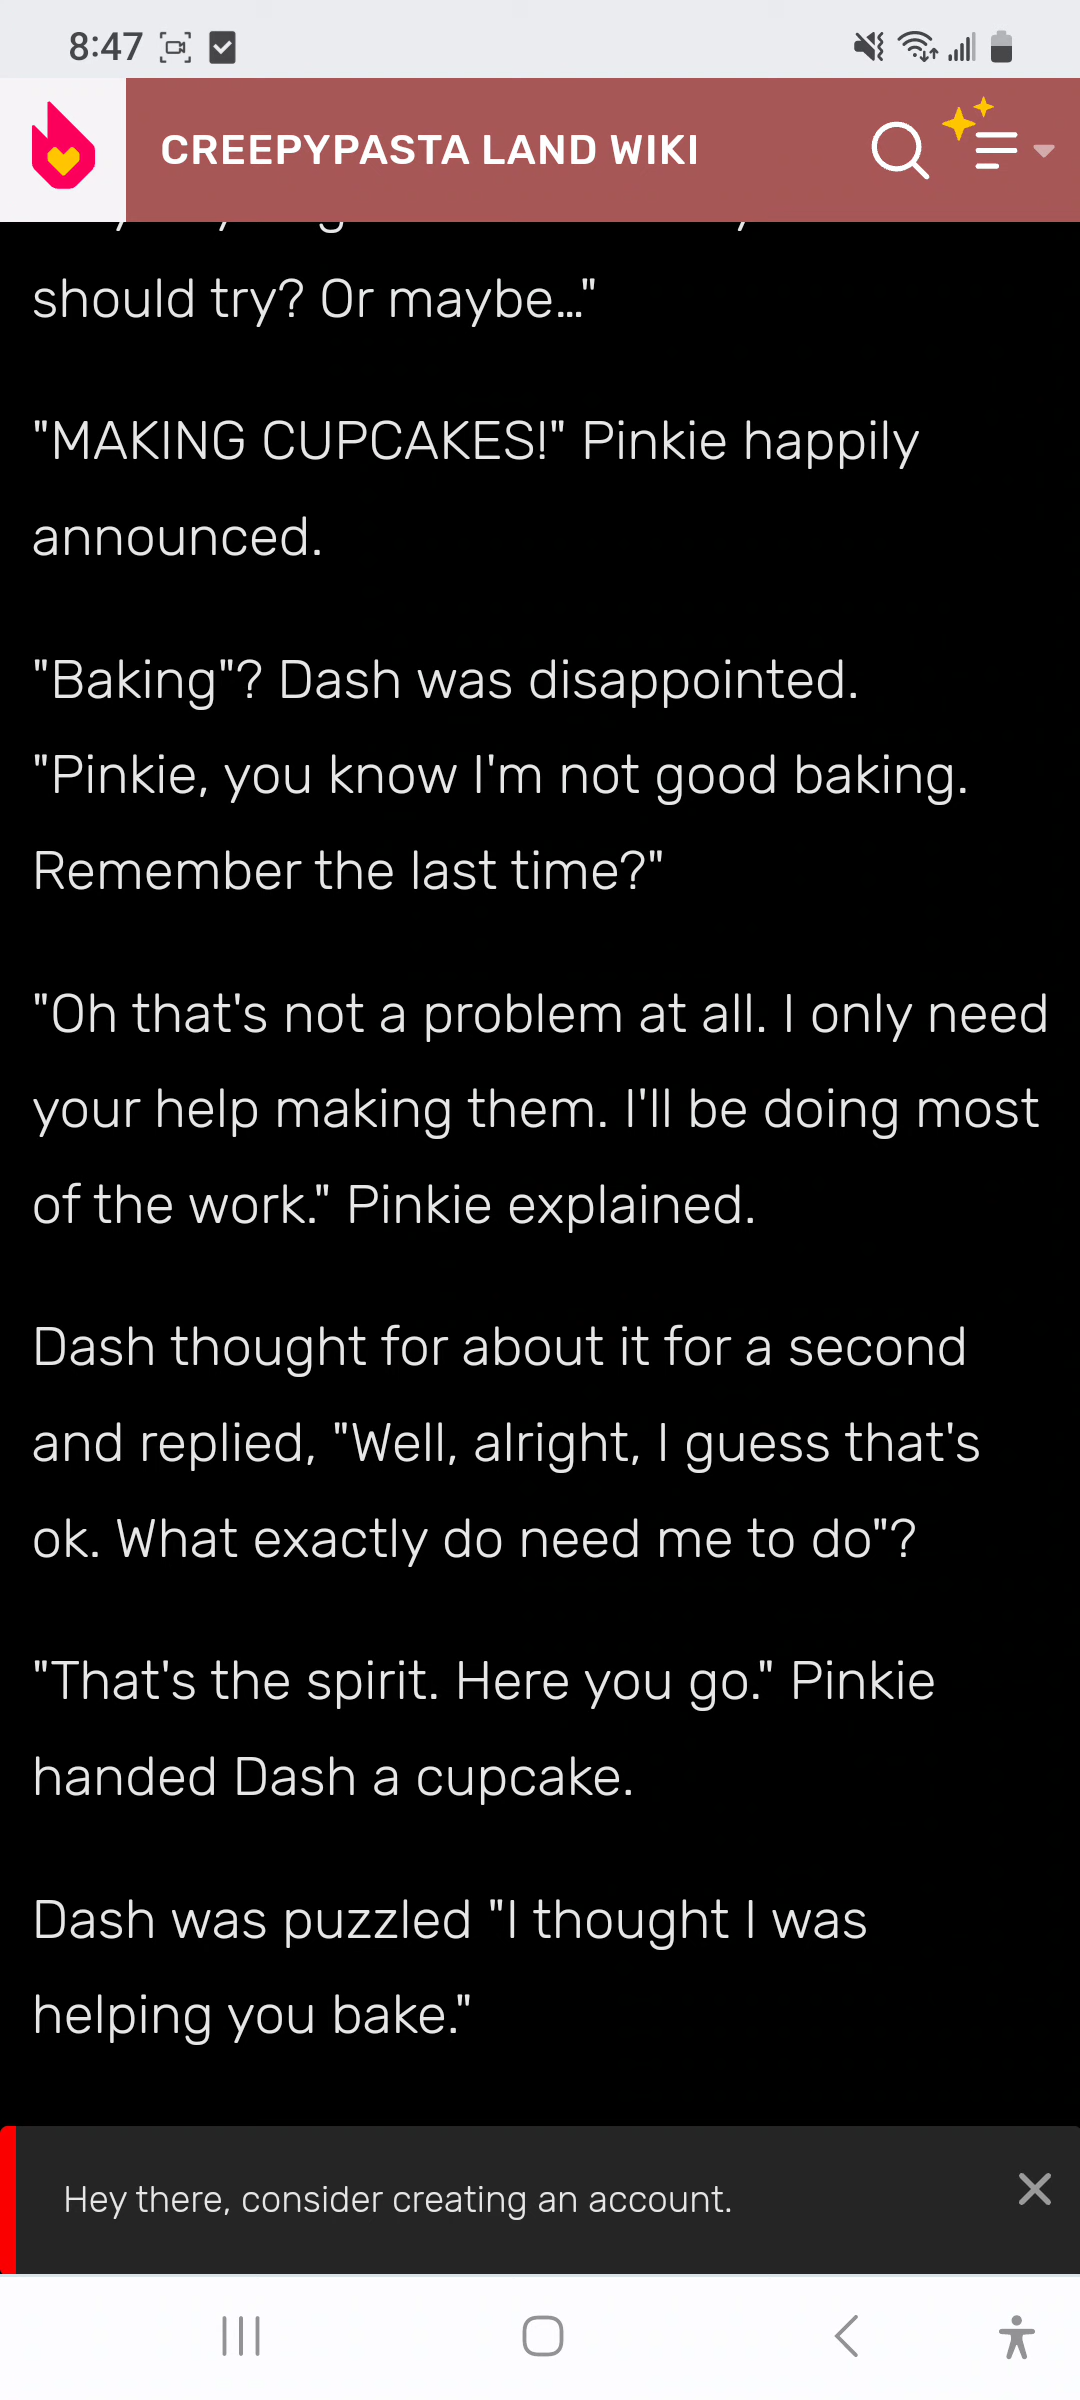 8:47
CREEPYPASTA LAND WIKI
should try? Or maybe..."
"MAKING CUPCAKES!" Pinkie happily
announced.
"Baking"? Dash was disappointed.
"Pinkie, you know I'm not good baking.
Remember the last time?"
"Oh that's not a problem at all. I only need
your help making them. I'll be doing most
of the work." Pinkie explained.
Dash thought for about it for a second
and replied, "Well, alright, I guess that's
ok. What exactly do need me to do"?
"That's the spirit. Here you go." Pinkie
handed Dash a cupcake.
Dash was puzzled "I thought I was
helping you bake."
Hey there, consider creating an account.